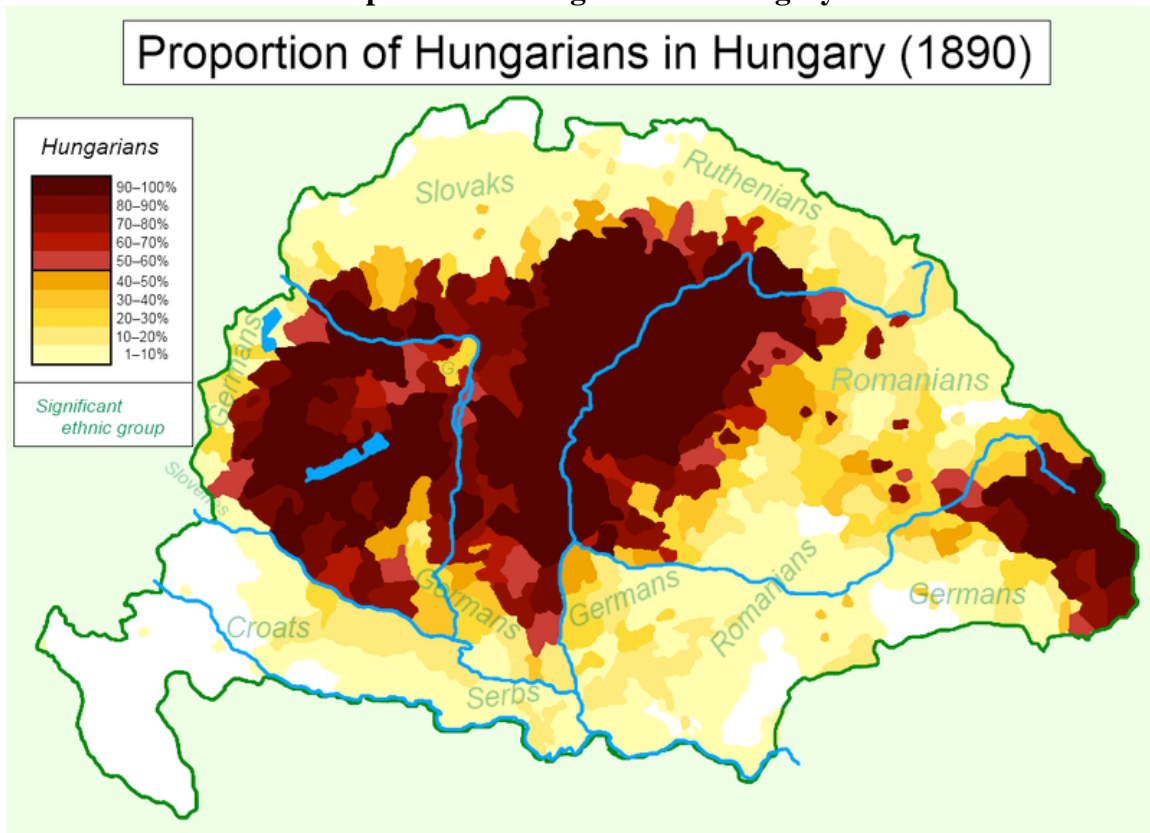 Proportion of Hungarians in Hungary (1890)
Hungarians
90–100%
80–90%
70–80%
60–70%
50–60%
40–50%
30–40%
20–30%
10–20%
1–10%
Significant
ethnic group
Slovaks
Ruthenians
Germans
G
Romanians
Slovenes
Germans
Germans
Romanians
Germans
Croats
Serbs